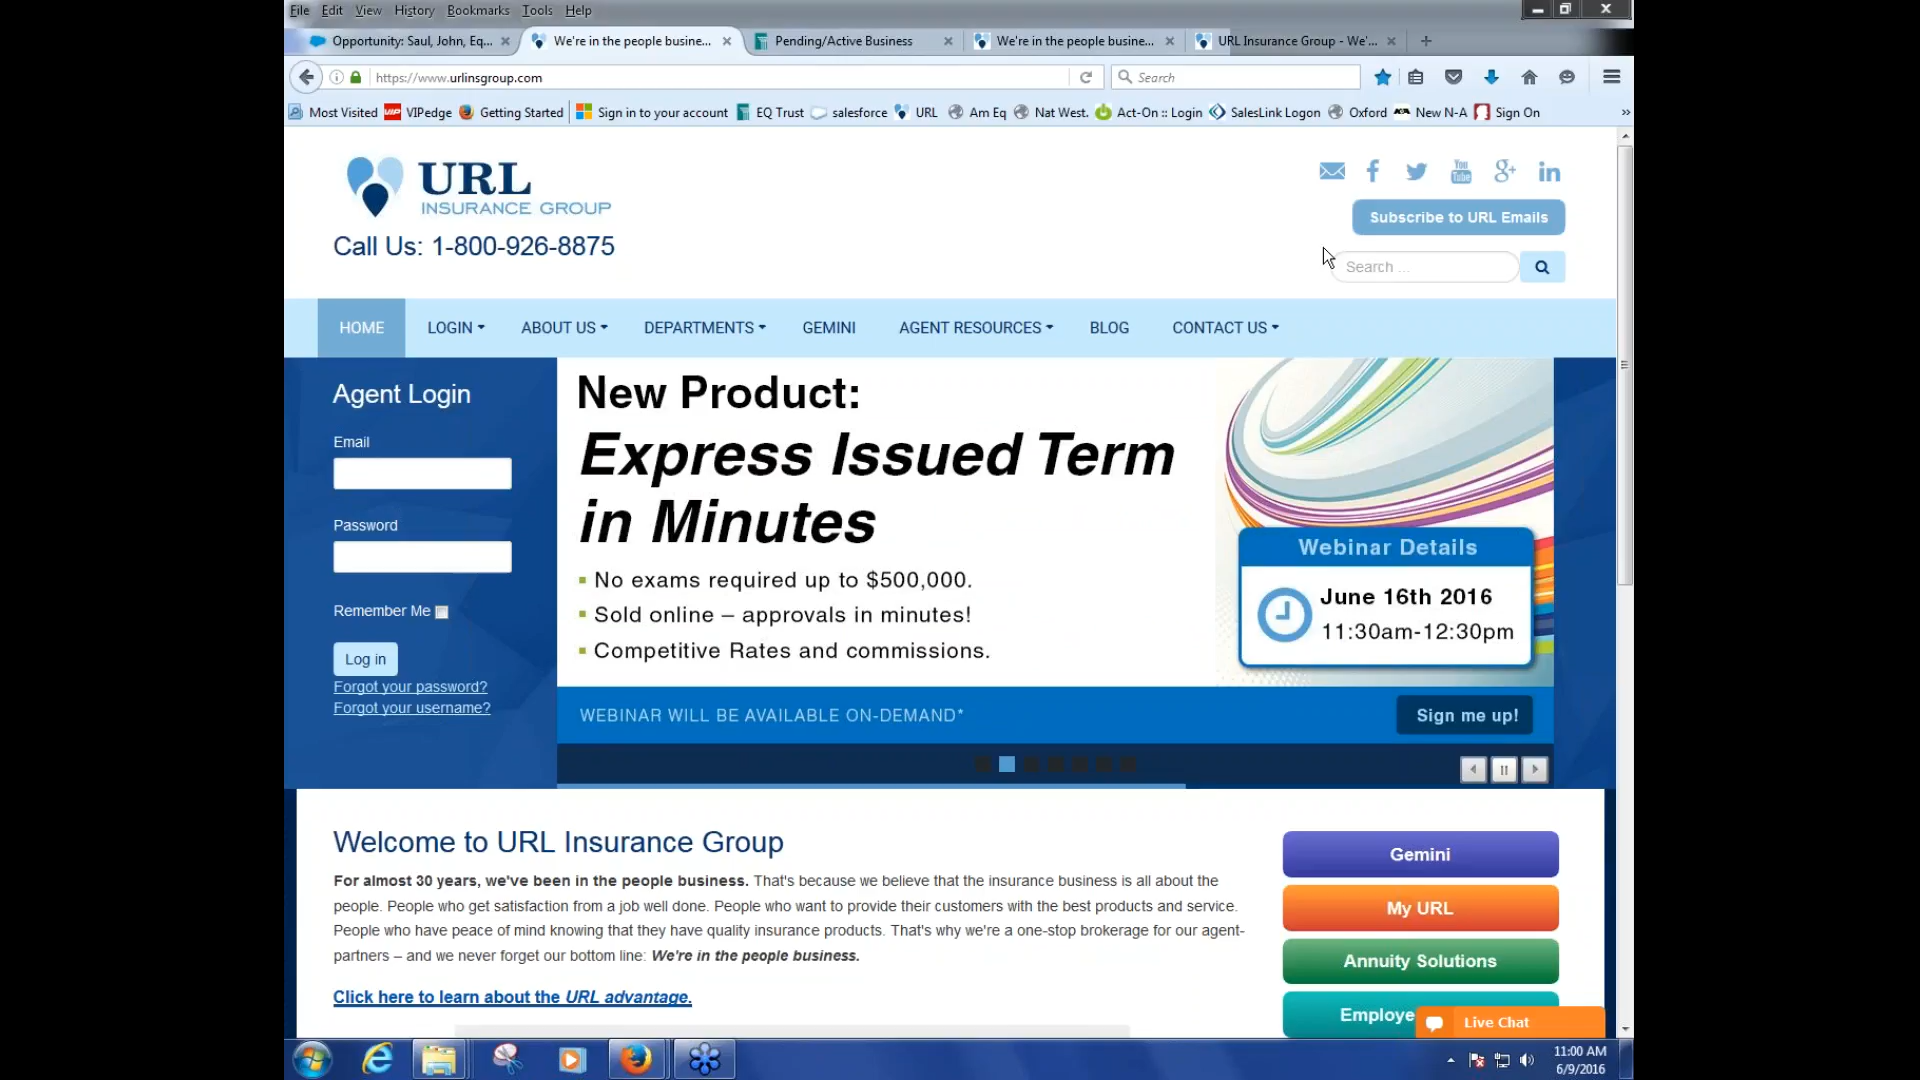 File Edit View History Bookmarks Tools Help
Opportunity: Saul, John, Eq...
We're in the people busine...
Pending/Active Business
We're in the people busine...
URL Insurance Group - We'...
https://www.urlinsgroup.com
Search
Most Visited VIPedge Getting Started Sign in to your account EQ Trust salesforce URL Am Eq Nat West. Act-On :: Login SalesLink Logon Oxford New N-A Sign On
URL
INSURANCE GROUP
Call Us: 1-800-926-8875
Subscribe to URL Emails
Search ...
HOME LOGIN ABOUT US DEPARTMENTS GEMINI AGENT RESOURCES BLOG CONTACT US
Agent Login
Email
Password
Remember Me
Log in
Forgot your password?
Forgot your username?
New Product:
Express Issued Term
in Minutes
No exams required up to $500,000.
Sold online – approvals in minutes!
Competitive Rates and commissions.
Webinar Details
June 16th 2016
11:30am-12:30pm
WEBINAR WILL BE AVAILABLE ON-DEMAND*
Sign me up!
Welcome to URL Insurance Group
For almost 30 years, we've been in the people business. That's because we believe that the insurance business is all about the
people. People who get satisfaction from a job well done. People who want to provide their customers with the best products and service.
People who have peace of mind knowing that they have quality insurance products. That's why we're a one-stop brokerage for our agent-
partners – and we never forget our bottom line: We're in the people business.
Click here to learn about the URL advantage.
Gemini
My URL
Annuity Solutions
Employe
Live Chat
11:00 AM
6/9/2016